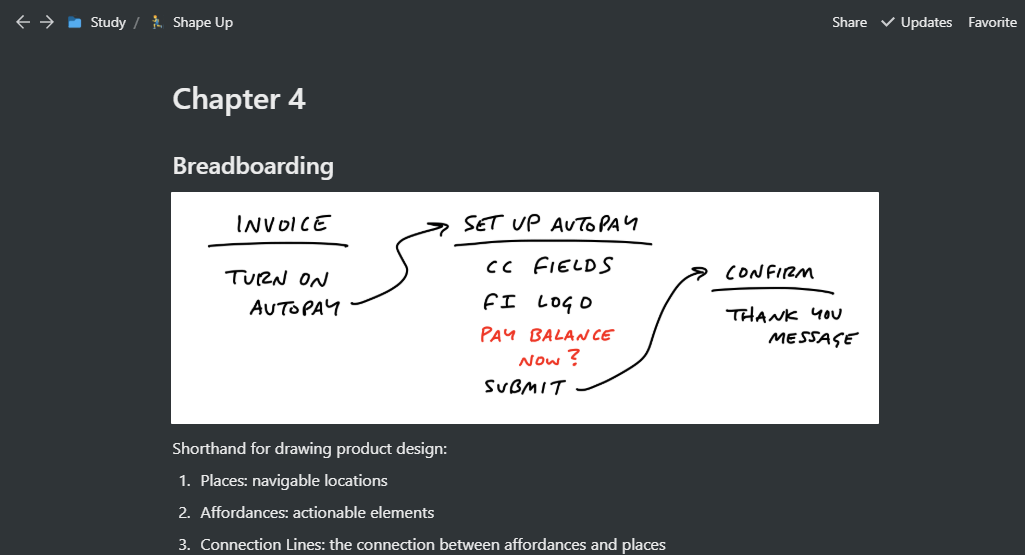 Study / Shape Up
Share ✓ Updates Favorite
Chapter 4
Breadboarding
INVOICE
TURN ON
AUTOPAY
SET UP AUTOPAY
CC FIELDS
FI LOGO
PAY BALANCE
NOW?
SUBMIT
CONFIRM
THANK YOU
MESSAGE
Shorthand for drawing product design:
1. Places: navigable locations
2. Affordances: actionable elements
3. Connection Lines: the connection between affordances and places